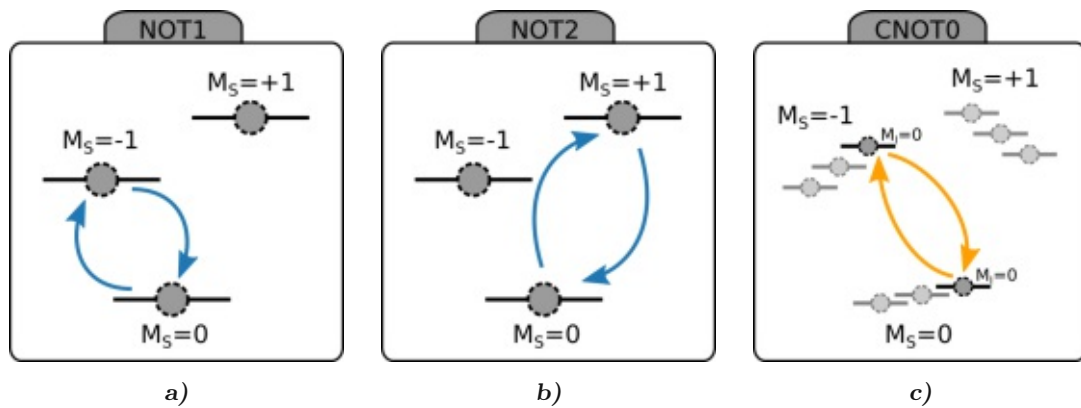 NOT1
M_S=+1
M_S=-1
M_S=0
a)
NOT2
M_S=+1
M_S=-1
M_S=0
b)
CNOT0
M_S=+1
M_S=-1
M_I=0
M_I=0
M_S=0
c)